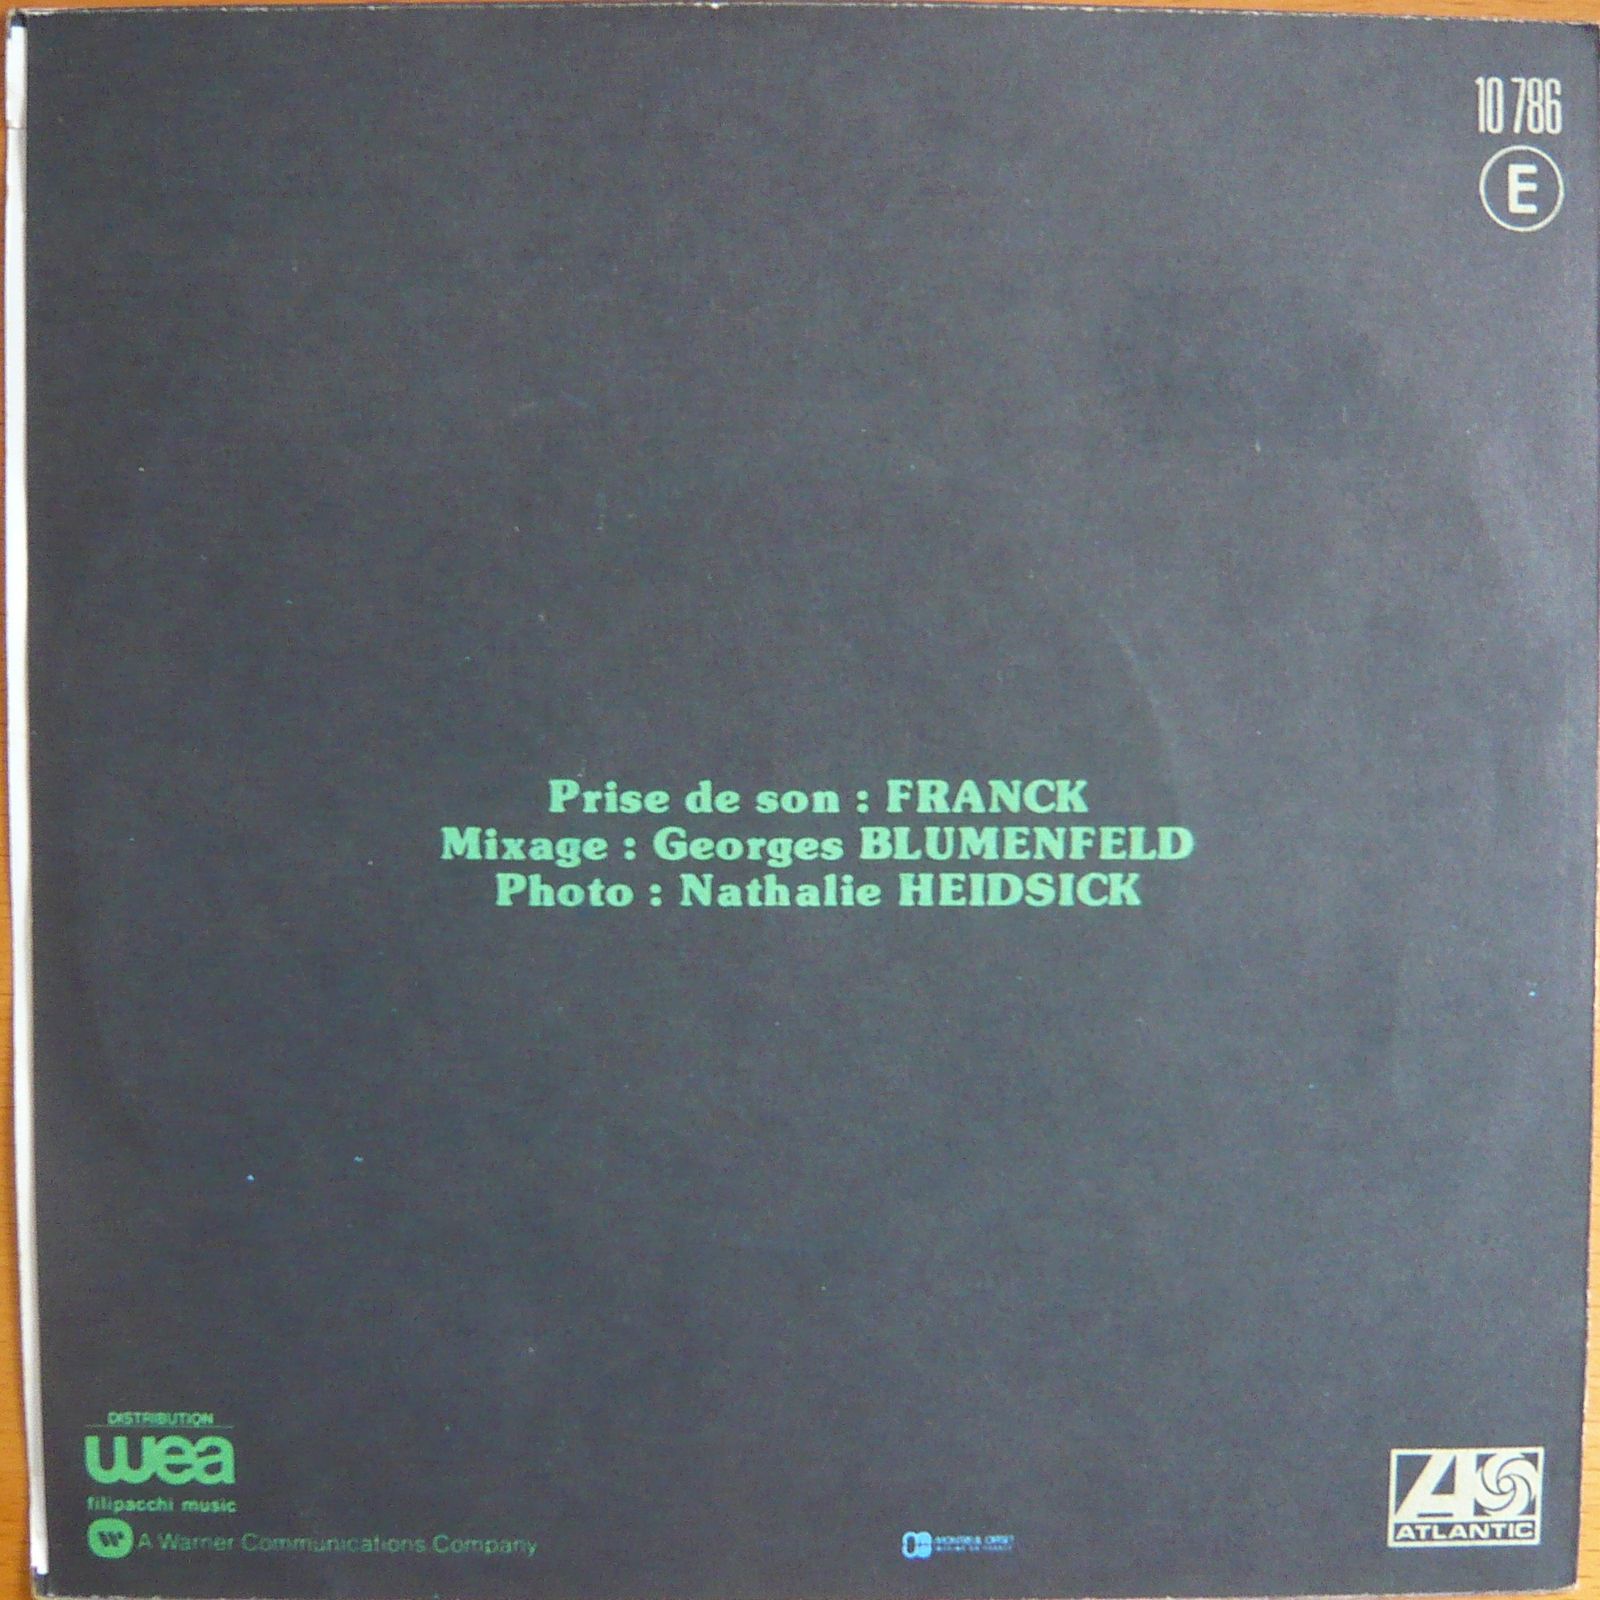 10 786
E
Prise de son : FRANCK
Mixage : Georges BLUMENFELD
Photo : Nathalie HEIDSICK
DISTRIBUTION
wea
filipacchi music
A Warner Communications Company
ATLANTIC